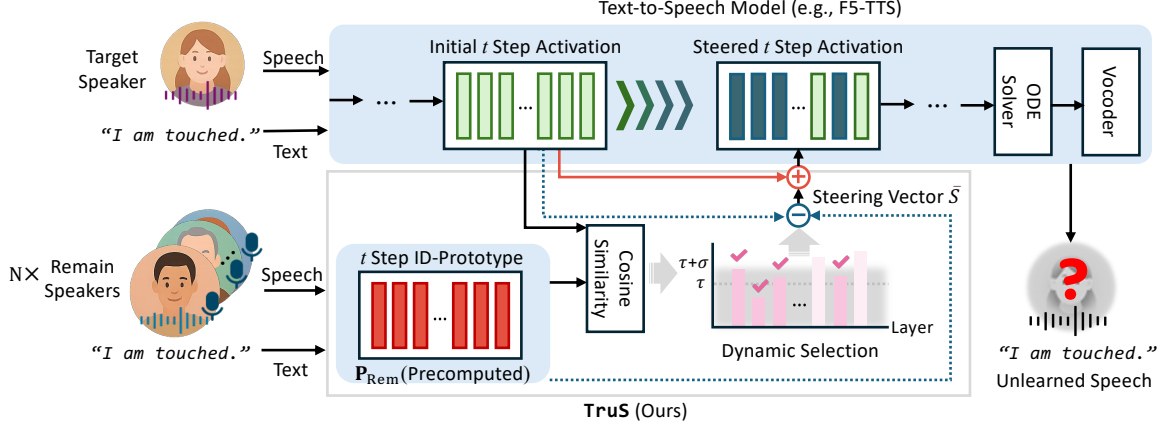 Text-to-Speech Model (e.g., F5-TTS)
Target
Speaker
Speech
"I am touched."
Text
...
Initial t Step Activation
...
Steered t Step Activation
...
...
ODE
Solver
Vocoder
N× Remain
Speakers
Speech
"I am touched."
Text
t Step ID-Prototype
...
P_Rem(Precomputed)
Cosine
Similarity
+
−
Steering Vector S̄
τ+σ
τ
...
Layer
Dynamic Selection
?
"I am touched."
Unlearned Speech
TruS (Ours)